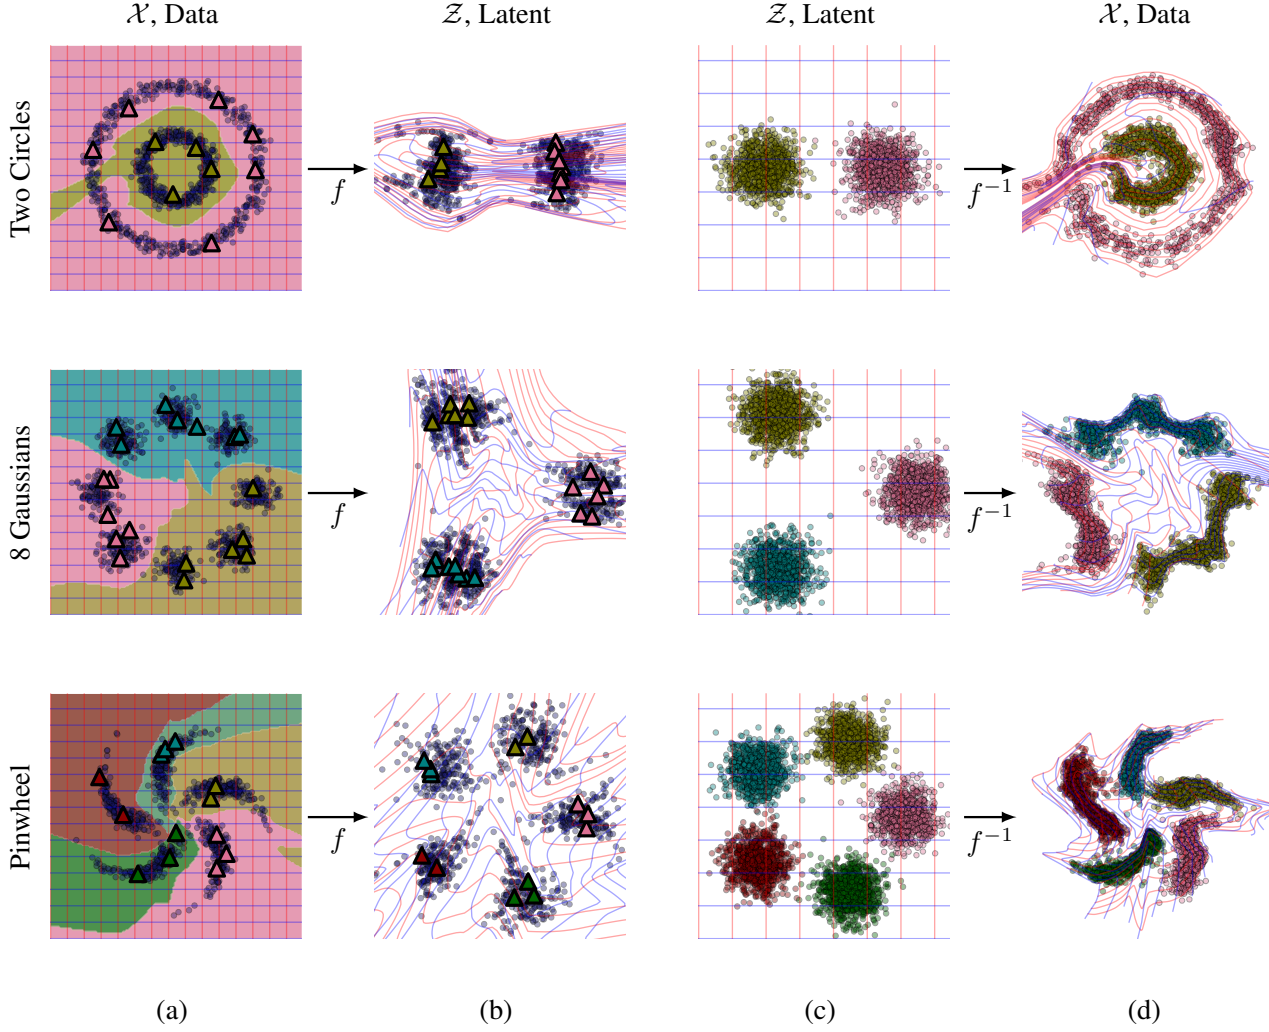 𝒳, Data
𝒵, Latent
𝒵, Latent
𝒳, Data
Two Circles
f
f⁻¹
8 Gaussians
f
f⁻¹
Pinwheel
f
f⁻¹
(a)
(b)
(c)
(d)